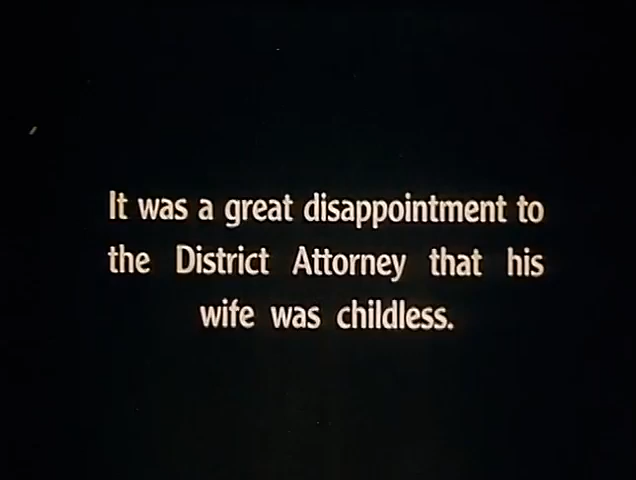 It was a great disappointment to
the District Attorney that his
wife was childless.